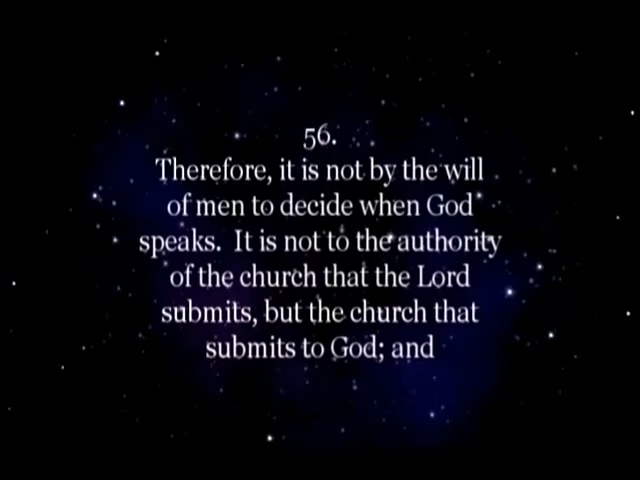 56.
Therefore, it is not by the will
of men to decide when God
speaks.  It is not to the authority
of the church that the Lord
submits, but the church that
submits to God; and